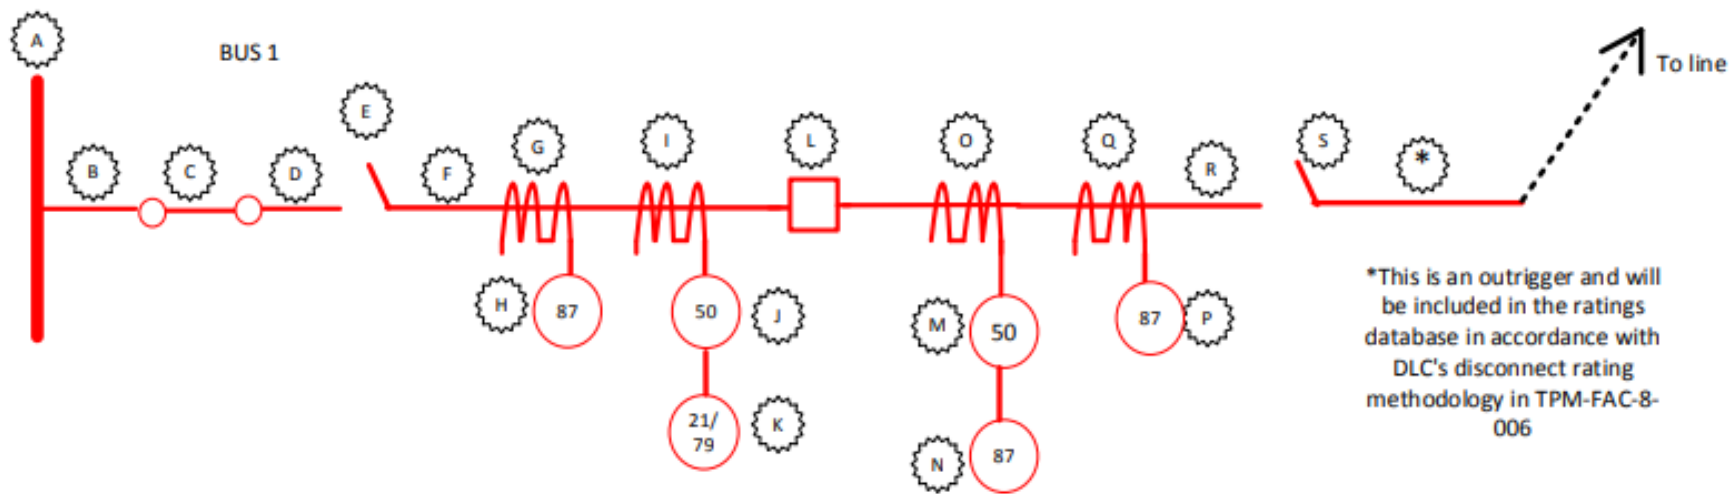 A
BUS 1
To line
E
G
I
L
O
Q
S
B
C
D
F
R
*
H
87
50
J
M
50
87
P
*This is an outrigger and will
be included in the ratings
database in accordance with
DLC's disconnect rating
methodology in TPM-FAC-8-
006
21/
79
K
N
87